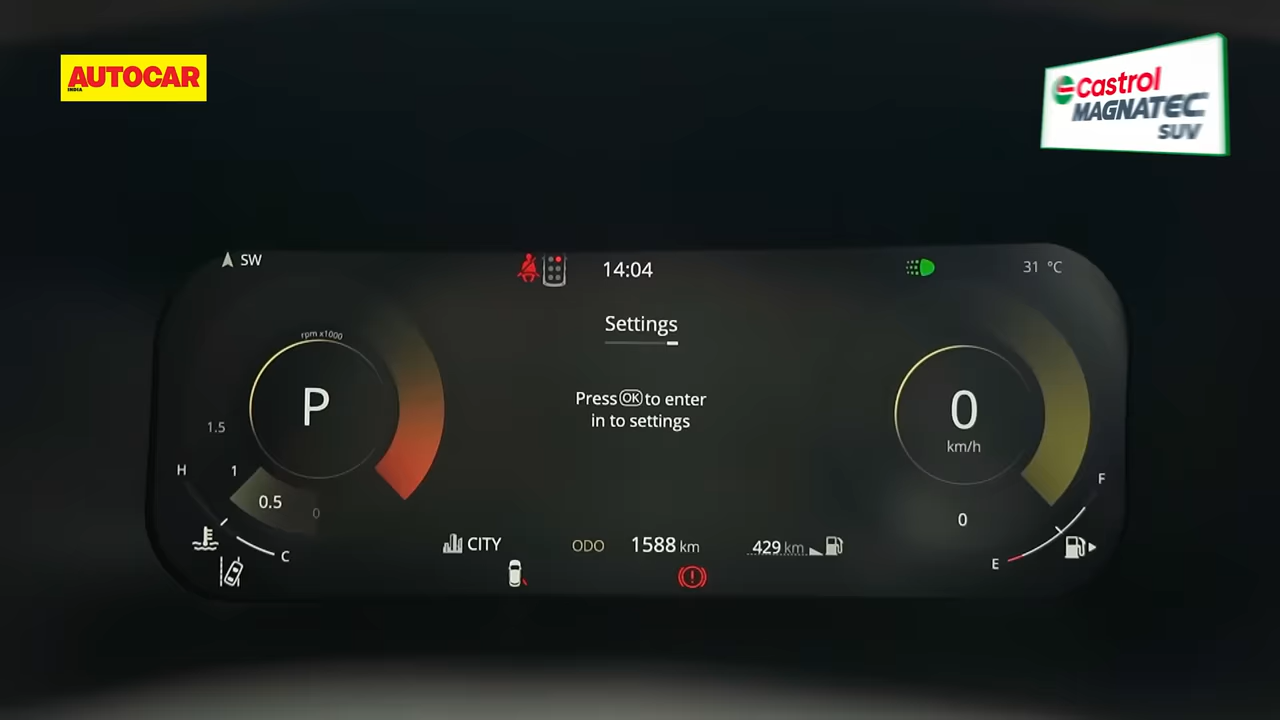 AUTOCAR
INDIA
Castrol
MAGNATEC
SUV
SW
14:04
31 °C
rpm x1000
Settings
P
Press OK to enter
in to settings
0
km/h
1.5
H
1
0.5
0
C
CITY
ODO 1588 km
429 km
0
F
E